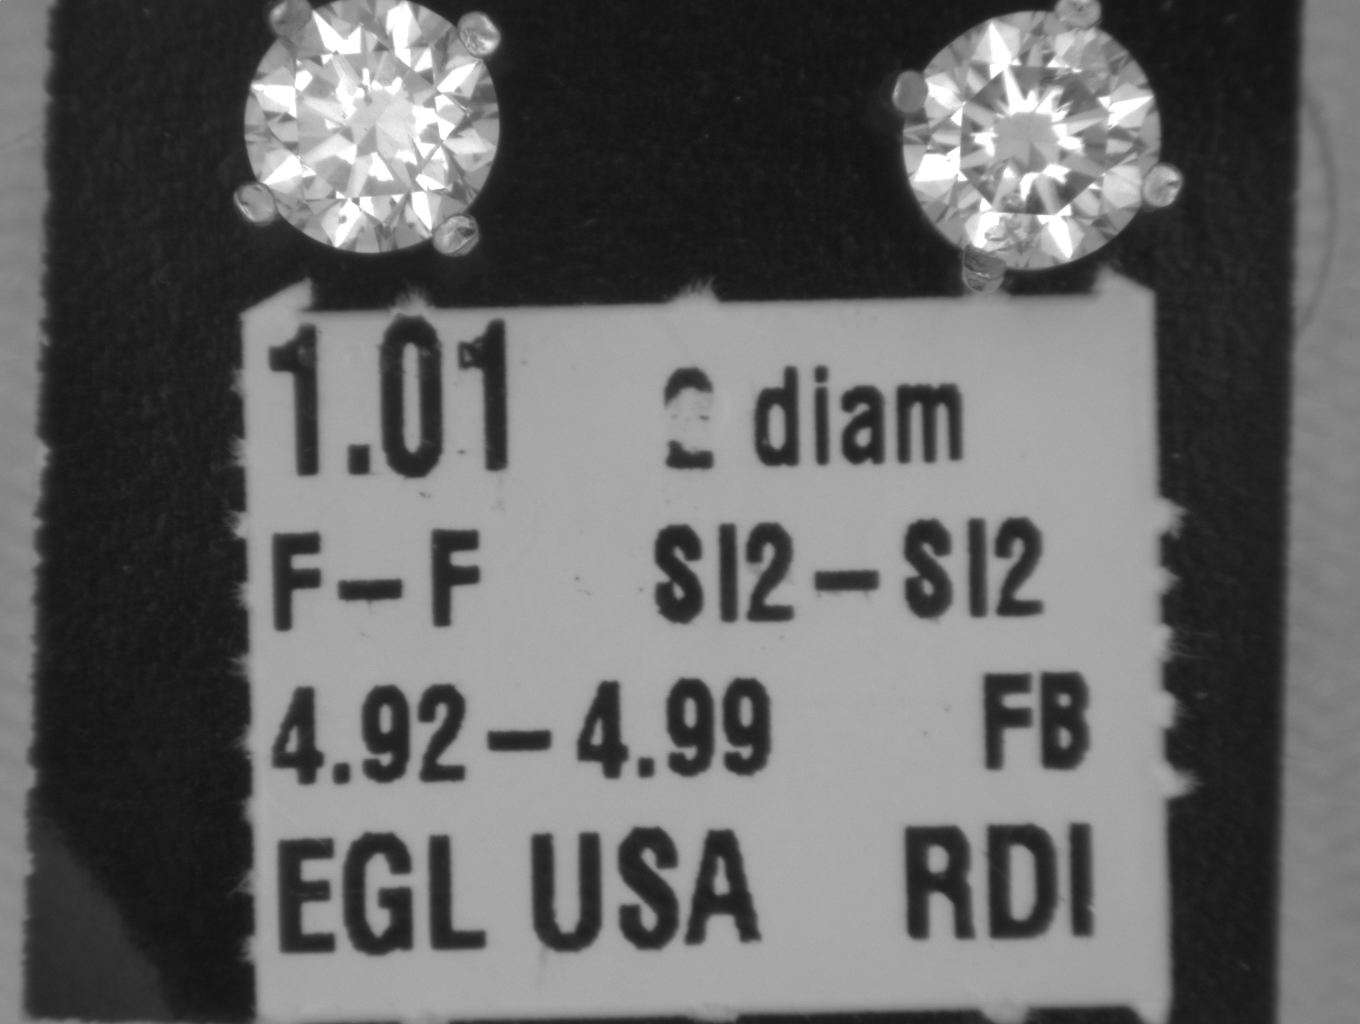 1.01 2 diam
F-F SI2-SI2
4.92-4.99 FB
EGL USA RDI